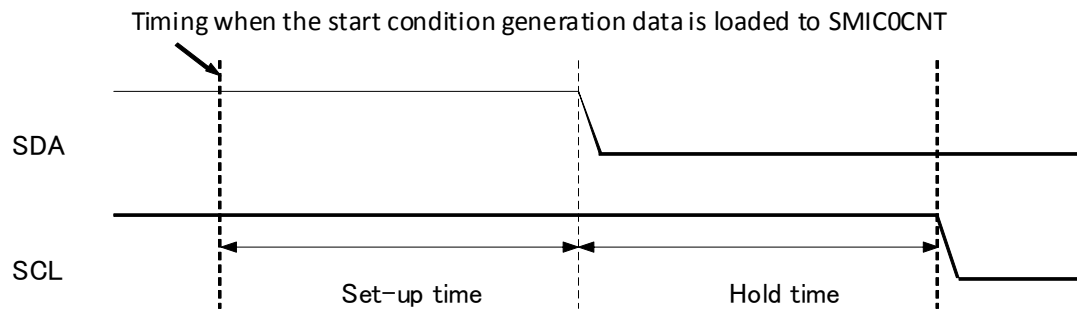 Timing when the start condition generation data is loaded to SMIC0CNT
SDA
SCL
Set-up time
Hold time